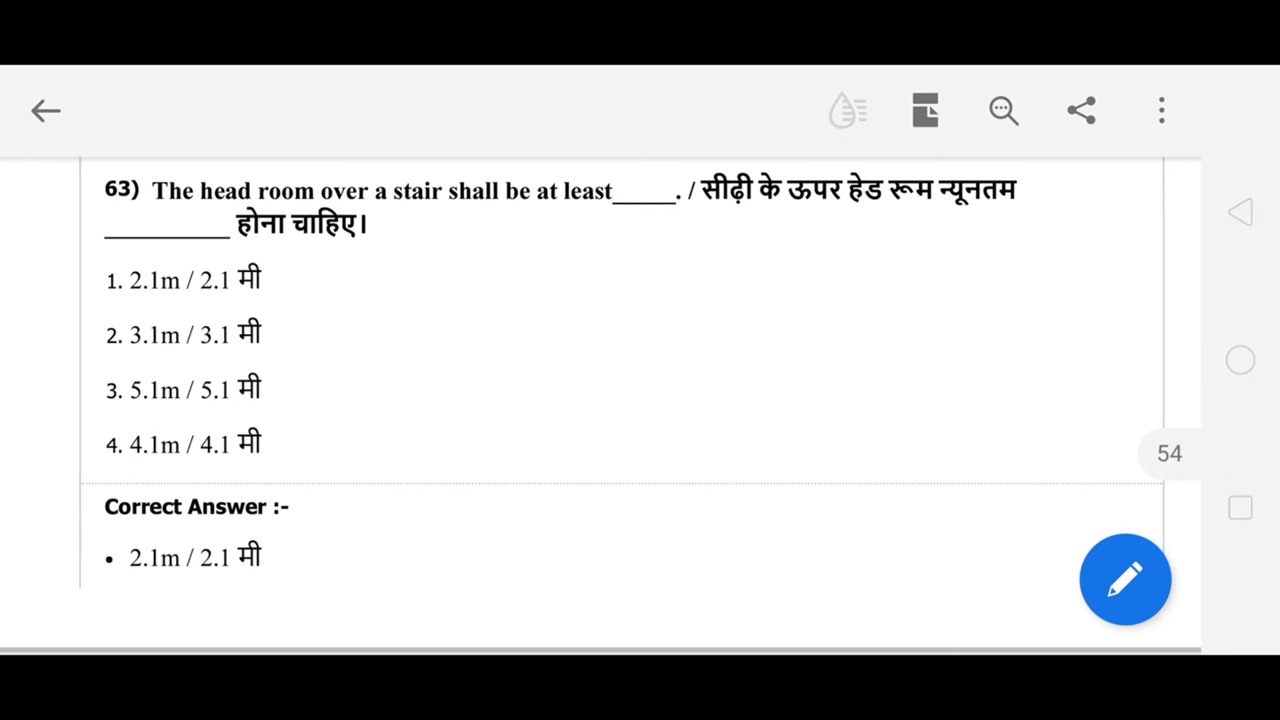 63) The head room over a stair shall be at least_____. / सीढ़ी के ऊपर हेड रूम न्यूनतम
__________ होना चाहिए।
1. 2.1m / 2.1 मी
2. 3.1m / 3.1 मी
3. 5.1m / 5.1 मी
4. 4.1m / 4.1 मी
54
Correct Answer :-
• 2.1m / 2.1 मी